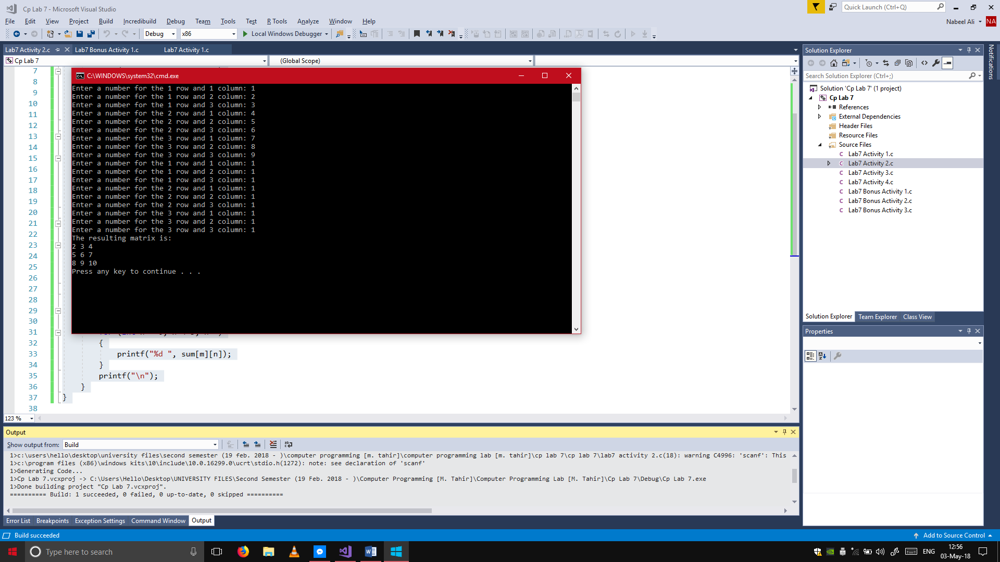 Cp Lab 7 - Microsoft Visual Studio
Quick Launch (Ctrl+Q)
File Edit View Project Build Incredibuild Debug Team Tools Test R Tools Analyze Window Help
Nabeel Ali NA
Debug x86 Local Windows Debugger
Lab7 Activity 2.c Lab7 Bonus Activity 1.c Lab7 Activity 1.c
Cp Lab 7 (Global Scope)
C:\WINDOWS\system32\cmd.exe
Enter a number for the 1 row and 1 column: 1
Enter a number for the 1 row and 2 column: 2
Enter a number for the 1 row and 3 column: 3
Enter a number for the 2 row and 1 column: 4
Enter a number for the 2 row and 2 column: 5
Enter a number for the 2 row and 3 column: 6
Enter a number for the 3 row and 1 column: 7
Enter a number for the 3 row and 2 column: 8
Enter a number for the 3 row and 3 column: 9
Enter a number for the 1 row and 1 column: 1
Enter a number for the 1 row and 2 column: 1
Enter a number for the 1 row and 3 column: 1
Enter a number for the 2 row and 1 column: 1
Enter a number for the 2 row and 2 column: 1
Enter a number for the 2 row and 3 column: 1
Enter a number for the 3 row and 1 column: 1
Enter a number for the 3 row and 2 column: 1
Enter a number for the 3 row and 3 column: 1
The resulting matrix is:
2 3 4
5 6 7
8 9 10
Press any key to continue . . .
7
8
9
10
11
12
13
14
15
16
17
18
19
20
21
22
23
24
25
26
27
28
29
30
31
32 {
33 printf("%d ", sum[m][n]);
34 }
35 printf("\n");
36 }
37 }
38
123 %
Output
Show output from: Build
1>c:\users\hello\desktop\university files\second semester (19 feb. 2018 - )\computer programming [m. tahir]\computer programming lab [m. tahir]\cp lab 7\cp lab 7\lab7 activity 2.c(18): warning C4996: 'scanf': This
1>c:\program files (x86)\windows kits\10\include\10.0.16299.0\ucrt\stdio.h(1272): note: see declaration of 'scanf'
1>Generating Code...
1>Cp Lab 7.vcxproj -> C:\Users\Hello\Desktop\UNIVERSITY FILES\Second Semester (19 Feb. 2018 - )\Computer Programming [M. Tahir]\Computer Programming Lab [M. Tahir]\Cp Lab 7\Debug\Cp Lab 7.exe
1>Done building project "Cp Lab 7.vcxproj".
========== Build: 1 succeeded, 0 failed, 0 up-to-date, 0 skipped ==========
Error List Breakpoints Exception Settings Command Window Output
Solution Explorer
Search Solution Explorer (Ctrl+;)
Solution 'Cp Lab 7' (1 project)
Cp Lab 7
References
External Dependencies
Header Files
Resource Files
Source Files
Lab7 Activity 1.c
Lab7 Activity 2.c
Lab7 Activity 3.c
Lab7 Activity 4.c
Lab7 Bonus Activity 1.c
Lab7 Bonus Activity 2.c
Lab7 Bonus Activity 3.c
Solution Explorer Team Explorer Class View
Properties
Notifications
Build succeeded
Add to Source Control
Type here to search
ENG
12:56
03-May-18